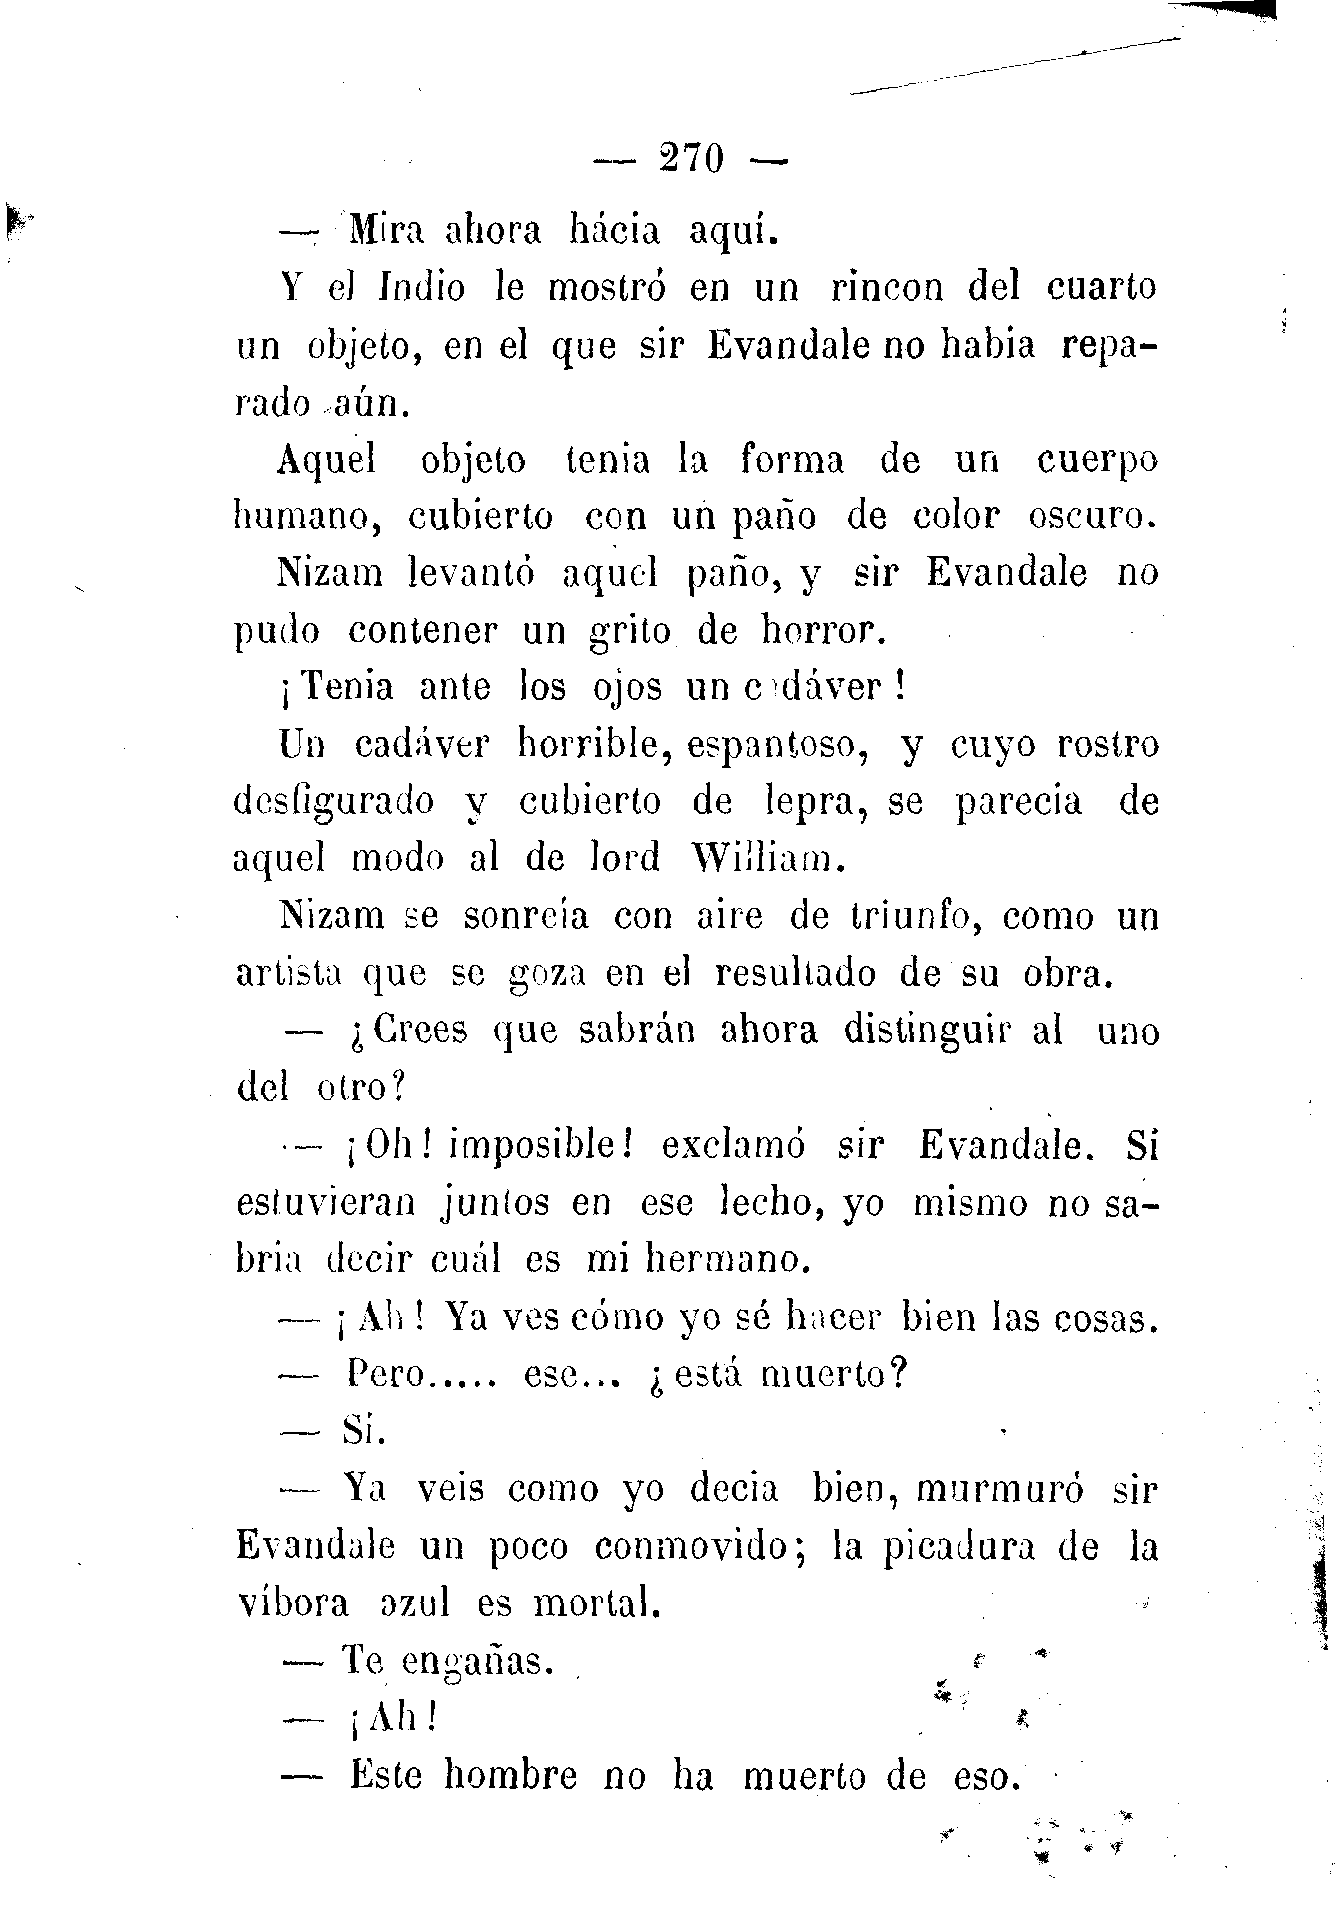 — 270 —
— Mira ahora hácia aquí.
Y el Indio le mostró en un rincon del cuarto
un objeto, en el que sir Evandale no habia repa-
rado aún.
Aquel objeto tenia la forma de un cuerpo
humano, cubierto con un paño de color oscuro.
Nizam levantó aquel paño, y sir Evandale no
pudo contener un grito de horror.
¡Tenia ante los ojos un cadáver!
Un cadáver horrible, espantoso, y cuyo rostro
desfigurado y cubierto de lepra, se parecia de
aquel modo al de lord William.
Nizam se sonreía con aire de triunfo, como un
artista que se goza en el resultado de su obra.
— ¿Crees que sabrán ahora distinguir al uno
del otro?
— ¡Oh! imposible! exclamó sir Evandale. Si
estuvieran juntos en ese lecho, yo mismo no sa-
bria decir cuál es mi hermano.
— ¡Ah! Ya ves cómo yo sé hacer bien las cosas.
— Pero..... ese... ¿está muerto?
— Sí.
— Ya veis como yo decia bien, murmuró sir
Evandale un poco conmovido; la picadura de la
víbora azul es mortal.
— Te engañas.
— ¡Ah!
— Este hombre no ha muerto de eso.